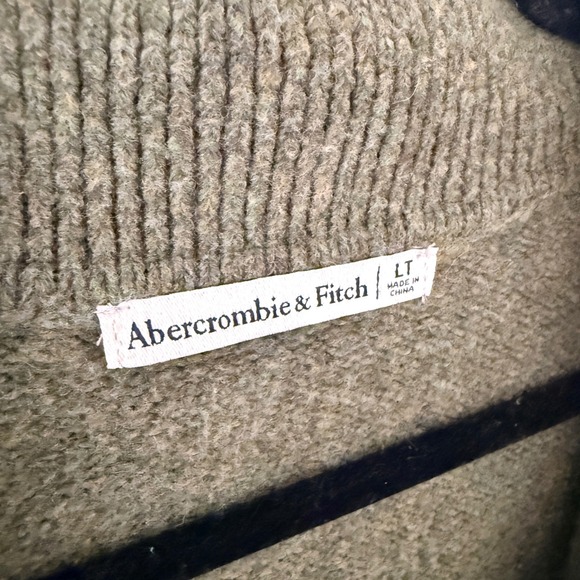 Abercrombie & Fitch | LT
MADE IN
CHINA